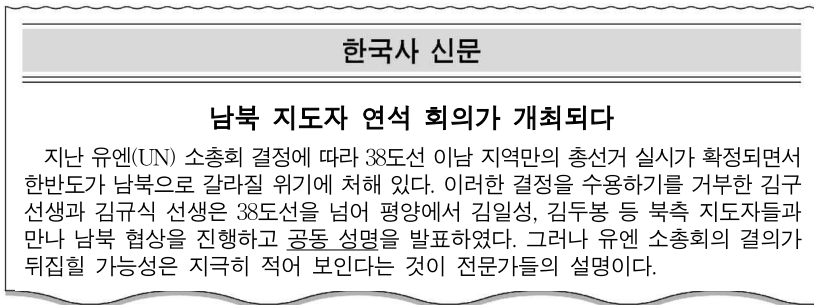 한국사 신문
남북 지도자 연석 회의가 개최되다
지난 유엔(UN) 소총회 결정에 따라 38도선 이남 지역만의 총선거 실시가 확정되면서
한반도가 남북으로 갈라질 위기에 처해 있다. 이러한 결정을 수용하기를 거부한 김구
선생과 김규식 선생은 38도선을 넘어 평양에서 김일성, 김두봉 등 북측 지도자들과
만나 남북 협상을 진행하고 공동 성명을 발표하였다. 그러나 유엔 소총회의 결의가
뒤집힐 가능성은 지극히 적어 보인다는 것이 전문가들의 설명이다.